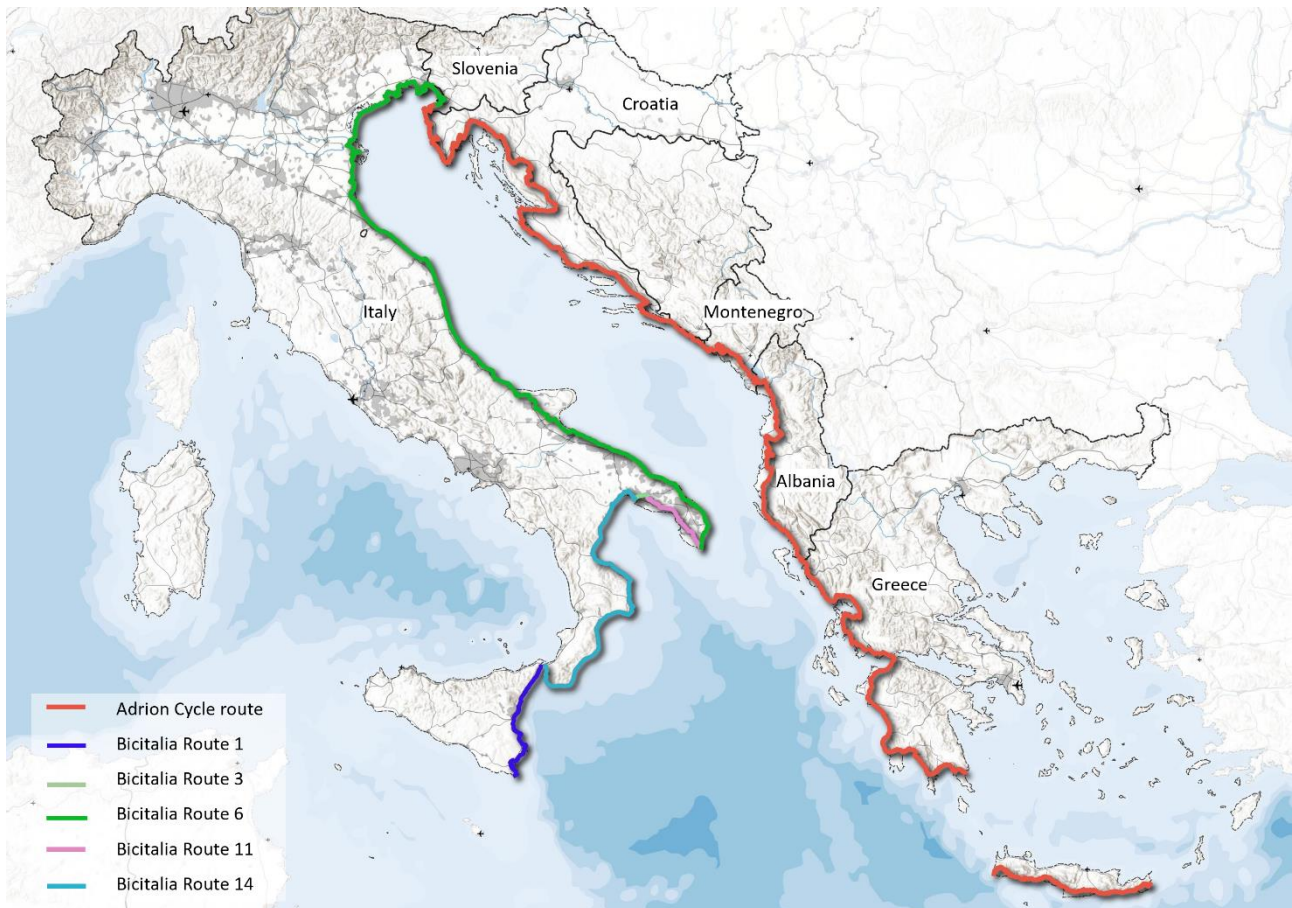 Slovenia
Croatia
Italy
Montenegro
Albania
Greece
Adrion Cycle route
Bicitalia Route 1
Bicitalia Route 3
Bicitalia Route 6
Bicitalia Route 11
Bicitalia Route 14